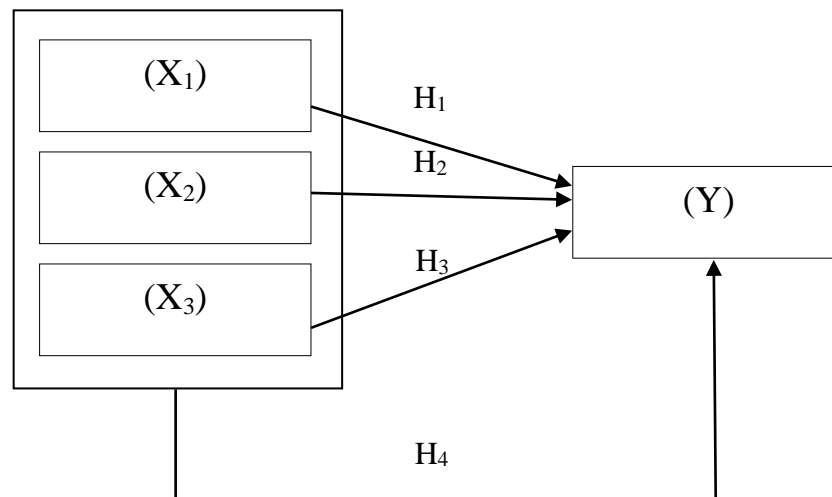 (X₁)
H₁
H₂
(X₂)
(Y)
H₃
(X₃)
H₄